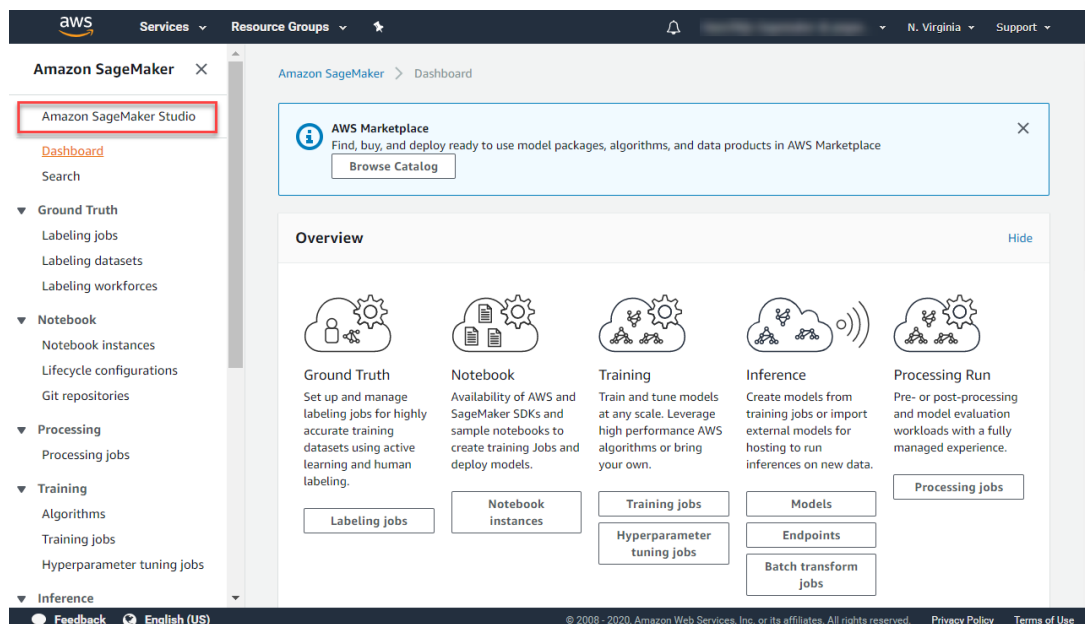 aws
Services
Resource Groups
N. Virginia
Support
Amazon SageMaker
Amazon SageMaker Studio
Dashboard
Search
Ground Truth
Labeling jobs
Labeling datasets
Labeling workforces
Notebook
Notebook instances
Lifecycle configurations
Git repositories
Processing
Processing jobs
Training
Algorithms
Training jobs
Hyperparameter tuning jobs
Inference
Amazon SageMaker > Dashboard
AWS Marketplace
Find, buy, and deploy ready to use model packages, algorithms, and data products in AWS Marketplace
Browse Catalog
Overview
Hide
Ground Truth
Set up and manage
labeling jobs for highly
accurate training
datasets using active
learning and human
labeling.
Labeling jobs
Notebook
Availability of AWS and
SageMaker SDKs and
sample notebooks to
create training Jobs and
deploy models.
Notebook
instances
Training
Train and tune models
at any scale. Leverage
high performance AWS
algorithms or bring
your own.
Training jobs
Hyperparameter
tuning jobs
Inference
Create models from
training jobs or import
external models for
hosting to run
inferences on new data.
Models
Endpoints
Batch transform
jobs
Processing Run
Pre- or post-processing
and model evaluation
workloads with a fully
managed experience.
Processing jobs
Feedback
English (US)
© 2008 - 2020, Amazon Web Services, Inc. or its affiliates. All rights reserved.
Privacy Policy
Terms of Use